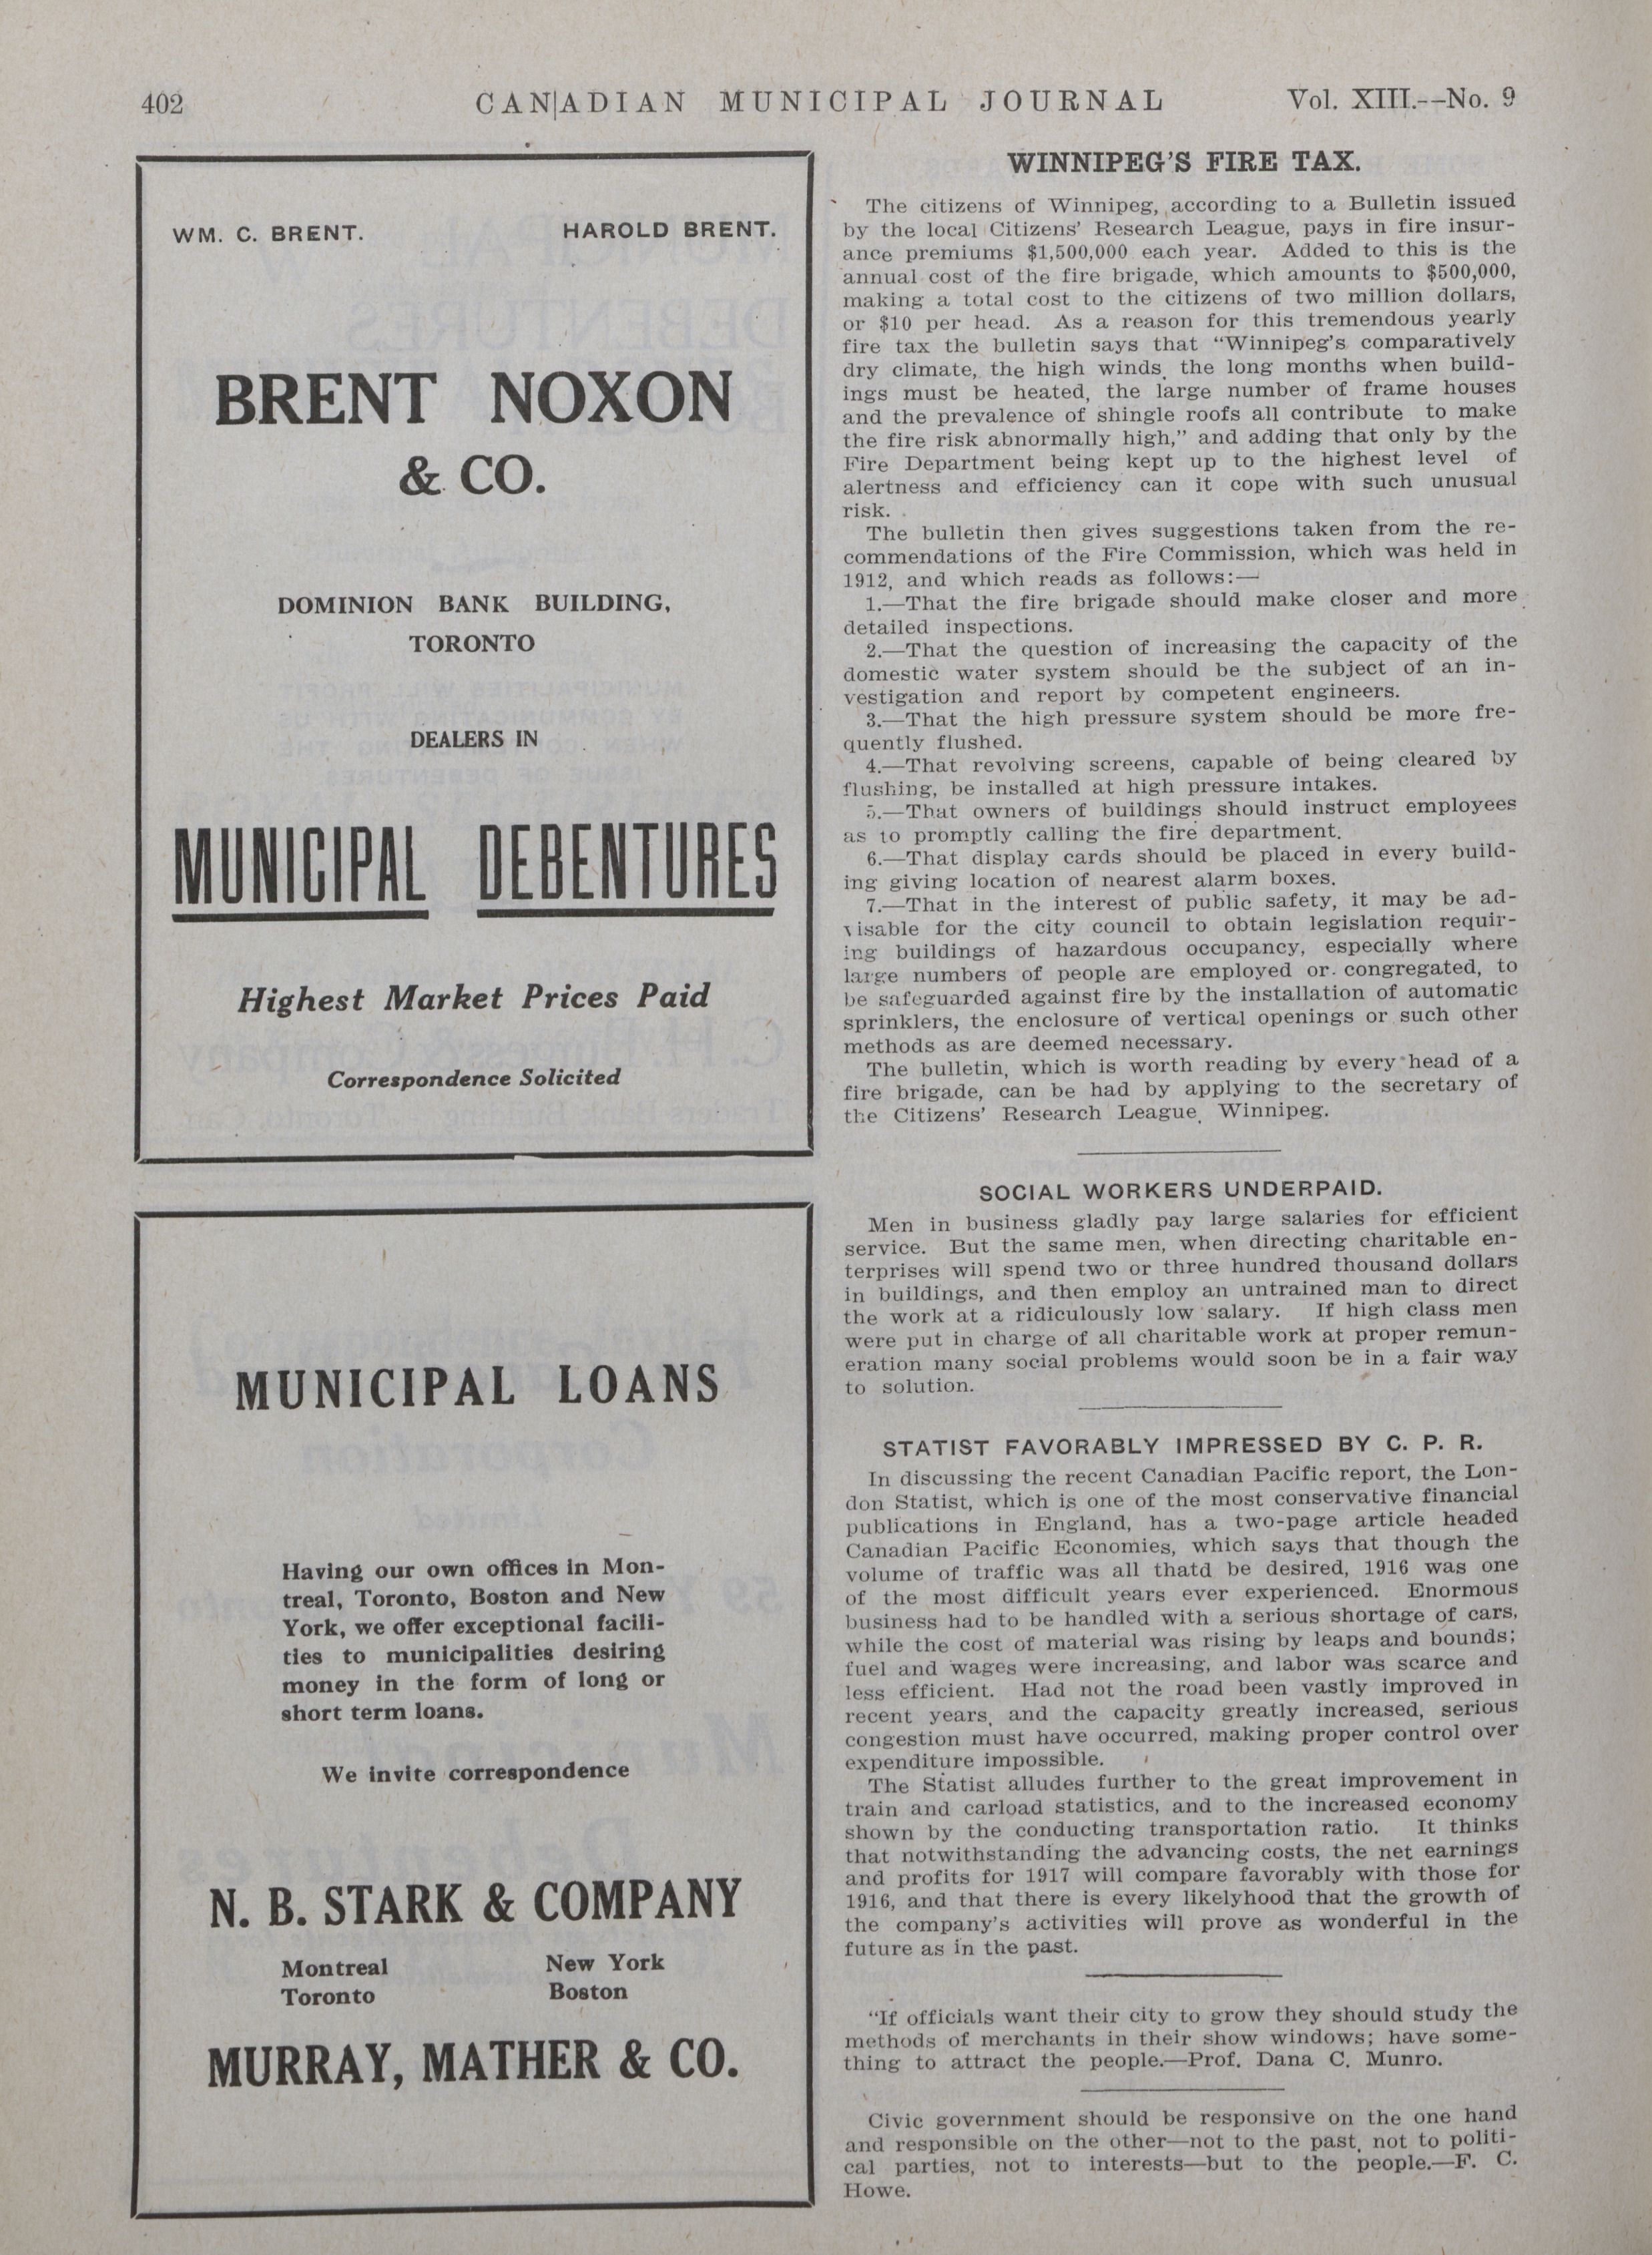 402
CANADIAN MUNICIPAL JOURNAL
Vol. XIII.--No. 9
WM. C. BRENT.
HAROLD BRENT.
BRENT NOXON
& CO.
DOMINION BANK BUILDING,
TORONTO
DEALERS IN
MUNICIPAL DEBENTURES
Highest Market Prices Paid
Correspondence Solicited
MUNICIPAL LOANS
Having our own offices in Mon-
treal, Toronto, Boston and New
York, we offer exceptional facili-
ties to municipalities desiring
money in the form of long or
short term loans.
We invite correspondence
N. B. STARK & COMPANY
Montreal
New York
Toronto
Boston
MURRAY, MATHER & CO.
WINNIPEG'S FIRE TAX.
The citizens of Winnipeg, according to a Bulletin issued
by the local Citizens' Research League, pays in fire insur-
ance premiums $1,500,000 each year. Added to this is the
annual cost of the fire brigade, which amounts to $500,000,
making a total cost to the citizens of two million dollars,
or $10 per head. As a reason for this tremendous yearly
fire tax the bulletin says that "Winnipeg's comparatively
dry climate, the high winds, the long months when build-
ings must be heated, the large number of frame houses
and the prevalence of shingle roofs all contribute to make
the fire risk abnormally high," and adding that only by the
Fire Department being kept up to the highest level of
alertness and efficiency can it cope with such unusual
risk.
The bulletin then gives suggestions taken from the re-
commendations of the Fire Commission, which was held in
1912, and which reads as follows:—
1.—That the fire brigade should make closer and more
detailed inspections.
2.—That the question of increasing the capacity of the
domestic water system should be the subject of an in-
vestigation and report by competent engineers.
3.—That the high pressure system should be more fre-
quently flushed.
4.—That revolving screens, capable of being cleared by
flushing, be installed at high pressure intakes.
5.—That owners of buildings should instruct employees
as to promptly calling the fire department.
6.—That display cards should be placed in every build-
ing giving location of nearest alarm boxes.
7.—That in the interest of public safety, it may be ad-
visable for the city council to obtain legislation requir-
ing buildings of hazardous occupancy, especially where
large numbers of people are employed or congregated, to
be safeguarded against fire by the installation of automatic
sprinklers, the enclosure of vertical openings or such other
methods as are deemed necessary.
The bulletin, which is worth reading by every head of a
fire brigade, can be had by applying to the secretary of
the Citizens' Research League, Winnipeg.
SOCIAL WORKERS UNDERPAID.
Men in business gladly pay large salaries for efficient
service. But the same men, when directing charitable en-
terprises will spend two or three hundred thousand dollars
in buildings, and then employ an untrained man to direct
the work at a ridiculously low salary. If high class men
were put in charge of all charitable work at proper remun-
eration many social problems would soon be in a fair way
to solution.
STATIST FAVORABLY IMPRESSED BY C. P. R.
In discussing the recent Canadian Pacific report, the Lon-
don Statist, which is one of the most conservative financial
publications in England, has a two-page article headed
Canadian Pacific Economies, which says that though the
volume of traffic was all thatd be desired, 1916 was one
of the most difficult years ever experienced. Enormous
business had to be handled with a serious shortage of cars,
while the cost of material was rising by leaps and bounds;
fuel and wages were increasing, and labor was scarce and
less efficient. Had not the road been vastly improved in
recent years, and the capacity greatly increased, serious
congestion must have occurred, making proper control over
expenditure impossible.
The Statist alludes further to the great improvement in
train and carload statistics, and to the increased economy
shown by the conducting transportation ratio. It thinks
that notwithstanding the advancing costs, the net earnings
and profits for 1917 will compare favorably with those for
1916, and that there is every likelyhood that the growth of
the company's activities will prove as wonderful in the
future as in the past.
"If officials want their city to grow they should study the
methods of merchants in their show windows; have some-
thing to attract the people.—Prof. Dana C. Munro.
Civic government should be responsive on the one hand
and responsible on the other—not to the past, not to politi-
cal parties, not to interests—but to the people.—F. C.
Howe.